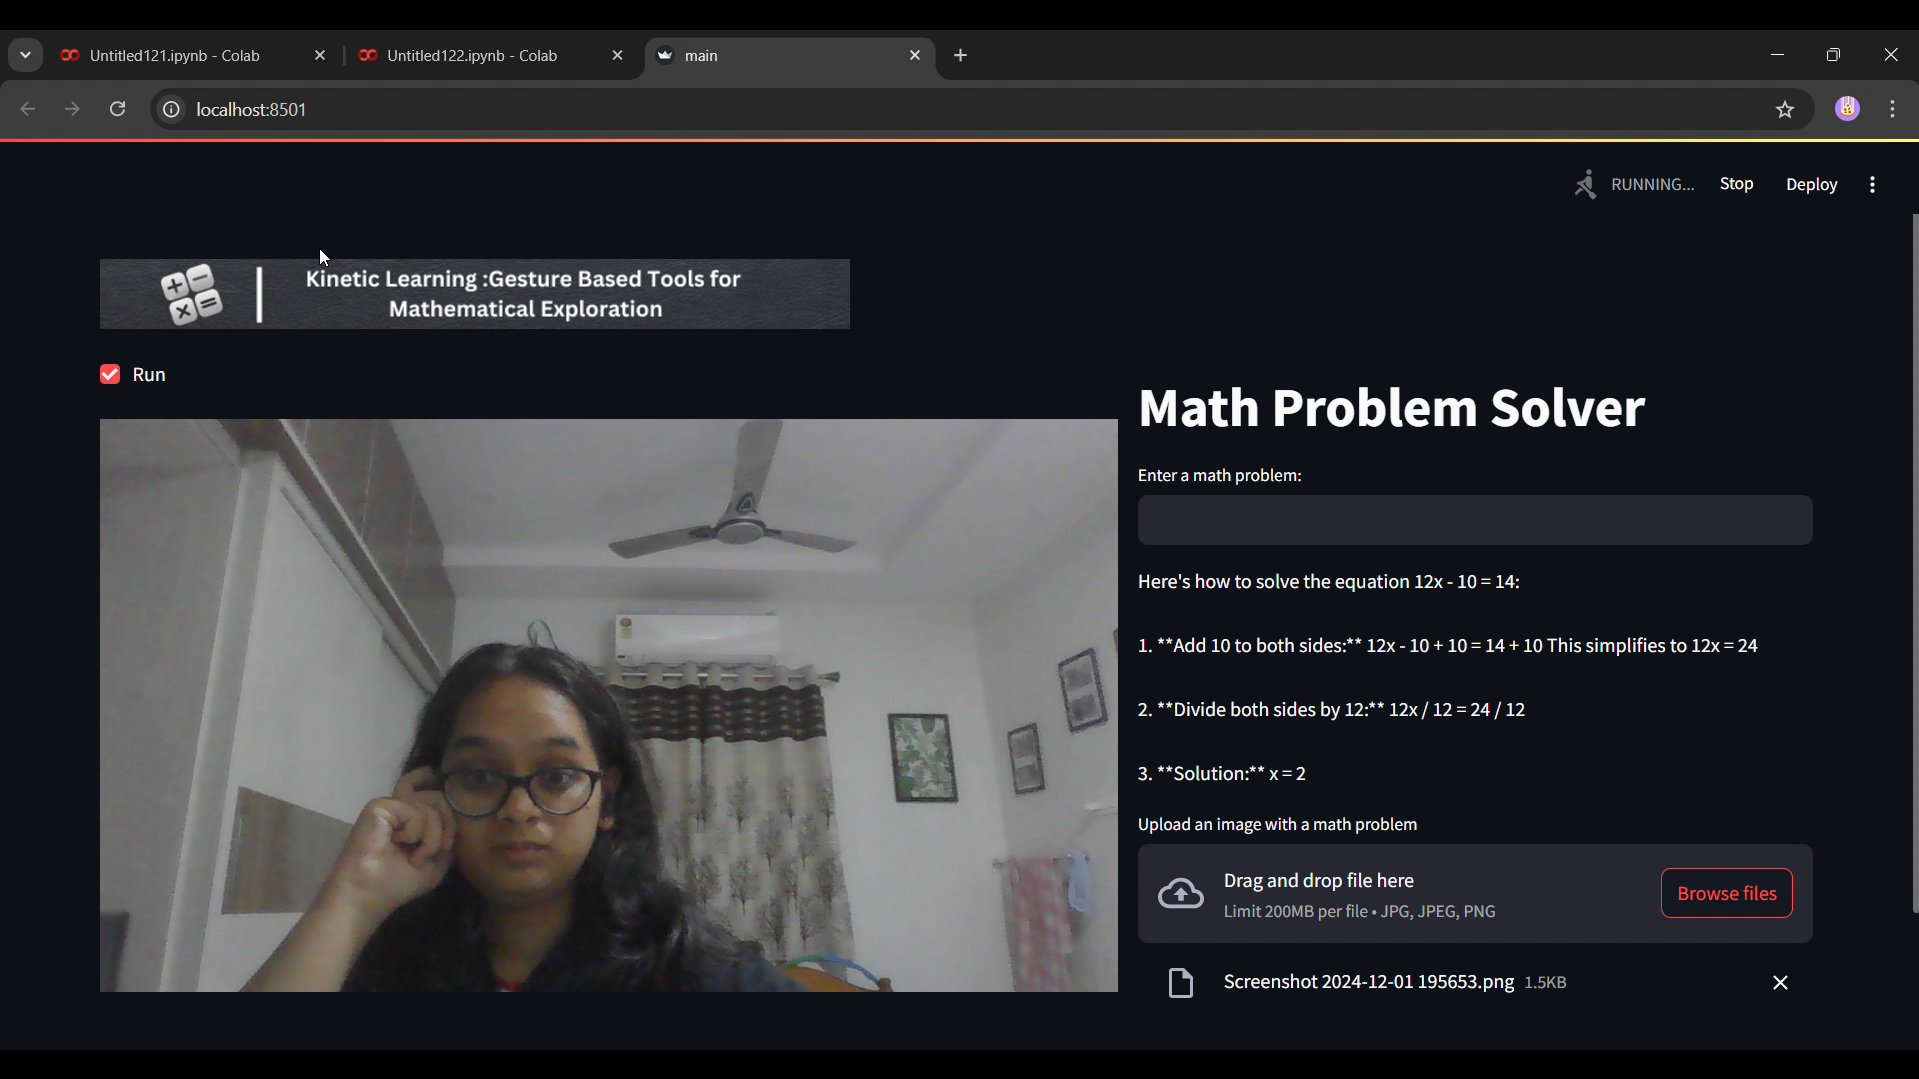 Untitled121.ipynb - Colab
Untitled122.ipynb - Colab
main
localhost:8501
RUNNING...
Stop
Deploy
Kinetic Learning :Gesture Based Tools for
Mathematical Exploration
Run
Math Problem Solver
Enter a math problem:
Here's how to solve the equation 12x - 10 = 14:
1. **Add 10 to both sides:** 12x - 10 + 10 = 14 + 10 This simplifies to 12x = 24
2. **Divide both sides by 12:** 12x / 12 = 24 / 12
3. **Solution:** x = 2
Upload an image with a math problem
Drag and drop file here
Limit 200MB per file • JPG, JPEG, PNG
Browse files
Screenshot 2024-12-01 195653.png 1.5KB